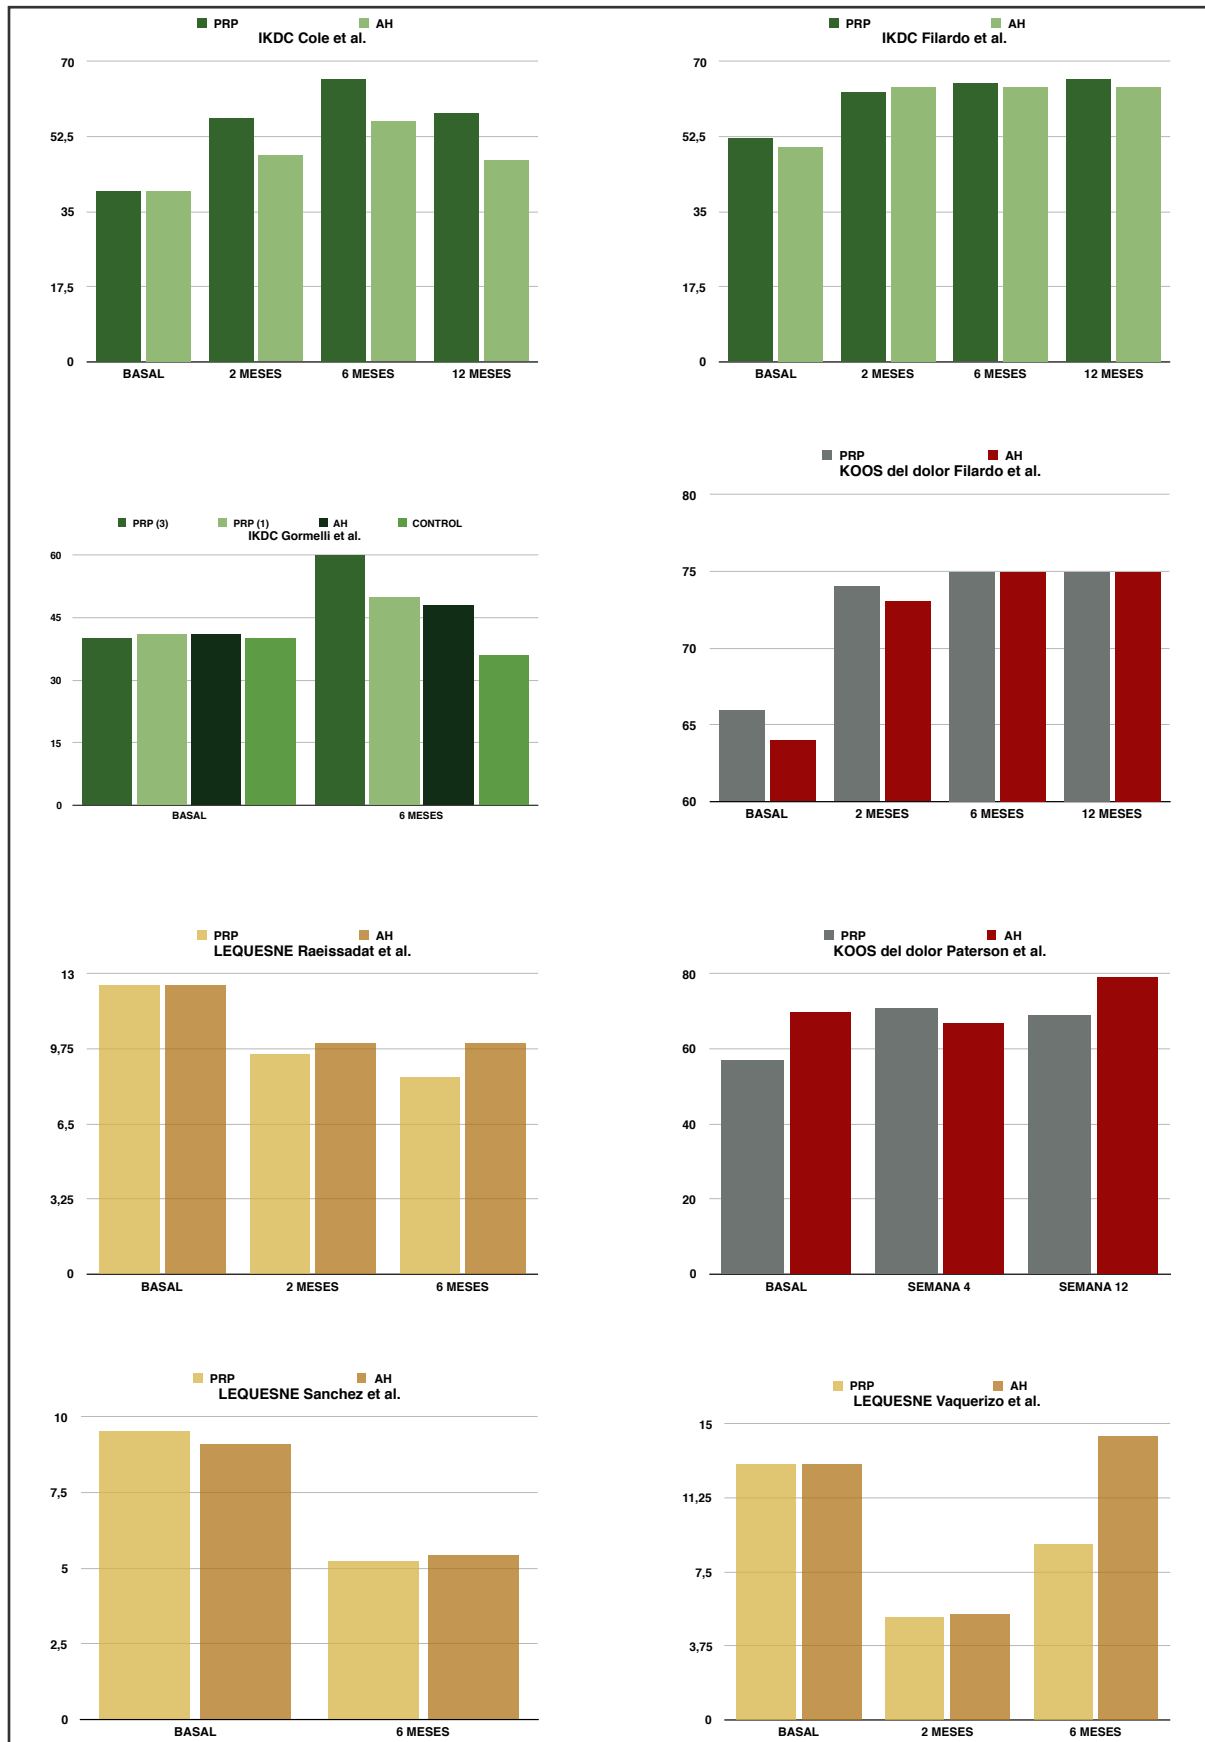 PRP AH
IKDC Cole et al.
70
52,5
35
17,5
0
BASAL 2 MESES 6 MESES 12 MESES
PRP AH
IKDC Filardo et al.
70
52,5
35
17,5
0
BASAL 2 MESES 6 MESES 12 MESES
PRP (3) PRP (1) AH CONTROL
IKDC Gormelli et al.
60
45
30
15
0
BASAL 6 MESES
PRP AH
KOOS del dolor Filardo et al.
80
75
70
65
60
BASAL 2 MESES 6 MESES 12 MESES
PRP AH
LEQUESNE Raeissadat et al.
13
9,75
6,5
3,25
0
BASAL 2 MESES 6 MESES
PRP AH
KOOS del dolor Paterson et al.
80
60
40
20
0
BASAL SEMANA 4 SEMANA 12
PRP AH
LEQUESNE Sanchez et al.
10
7,5
5
2,5
0
BASAL 6 MESES
PRP AH
LEQUESNE Vaquerizo et al.
15
11,25
7,5
3,75
0
BASAL 2 MESES 6 MESES